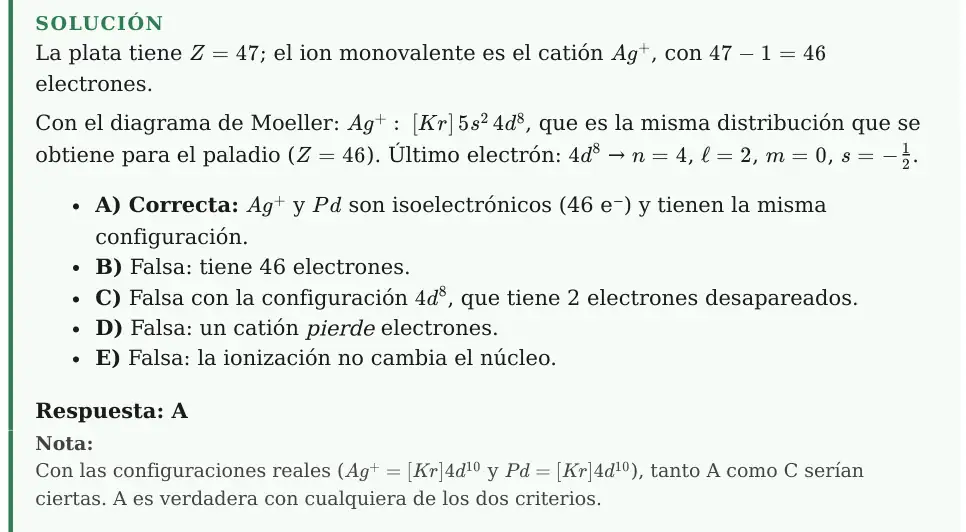 SOLUCIÓN
La plata tiene Z = 47; el ion monovalente es el catión Ag⁺, con 47 − 1 = 46
electrones.
Con el diagrama de Moeller: Ag⁺ : [Kr] 5s² 4d⁸, que es la misma distribución que se
obtiene para el paladio (Z = 46). Último electrón: 4d⁸ → n = 4, ℓ = 2, m = 0, s = −1/2.
• A) Correcta: Ag⁺ y Pd son isoelectrónicos (46 e⁻) y tienen la misma
configuración.
• B) Falsa: tiene 46 electrones.
• C) Falsa con la configuración 4d⁸, que tiene 2 electrones desapareados.
• D) Falsa: un catión pierde electrones.
• E) Falsa: la ionización no cambia el núcleo.
Respuesta: A
Nota:
Con las configuraciones reales (Ag⁺ = [Kr]4d¹⁰ y Pd = [Kr]4d¹⁰), tanto A como C serían
ciertas. A es verdadera con cualquiera de los dos criterios.